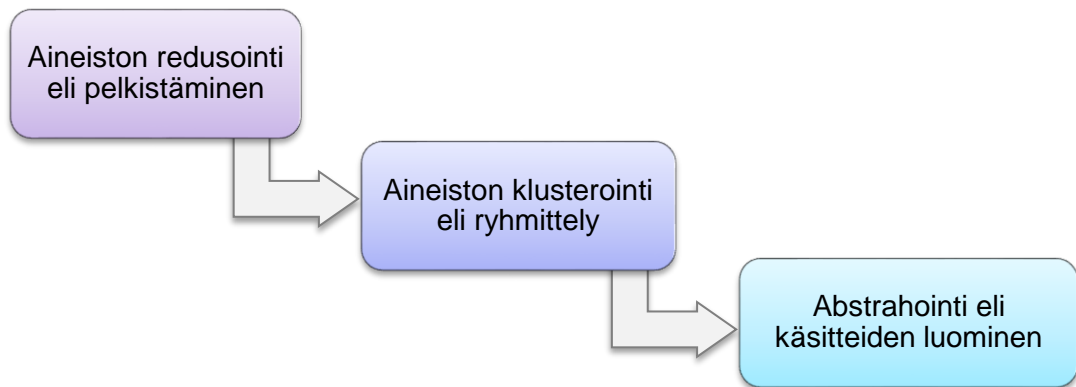 Aineiston redusointi
eli pelkistäminen
Aineiston klusterointi
eli ryhmittely
Abstrahointi eli
käsitteiden luominen